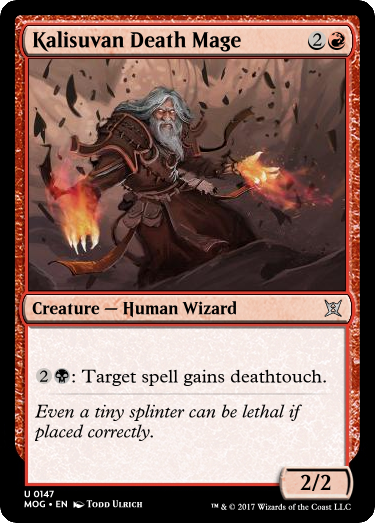 Kalisuvan Death Mage 2
Creature — Human Wizard
2: Target spell gains deathtouch.
Even a tiny splinter can be lethal if
placed correctly.
2/2
U 0147
MOG • EN Todd Ulrich
™ & © 2017 Wizards of the Coast LLC